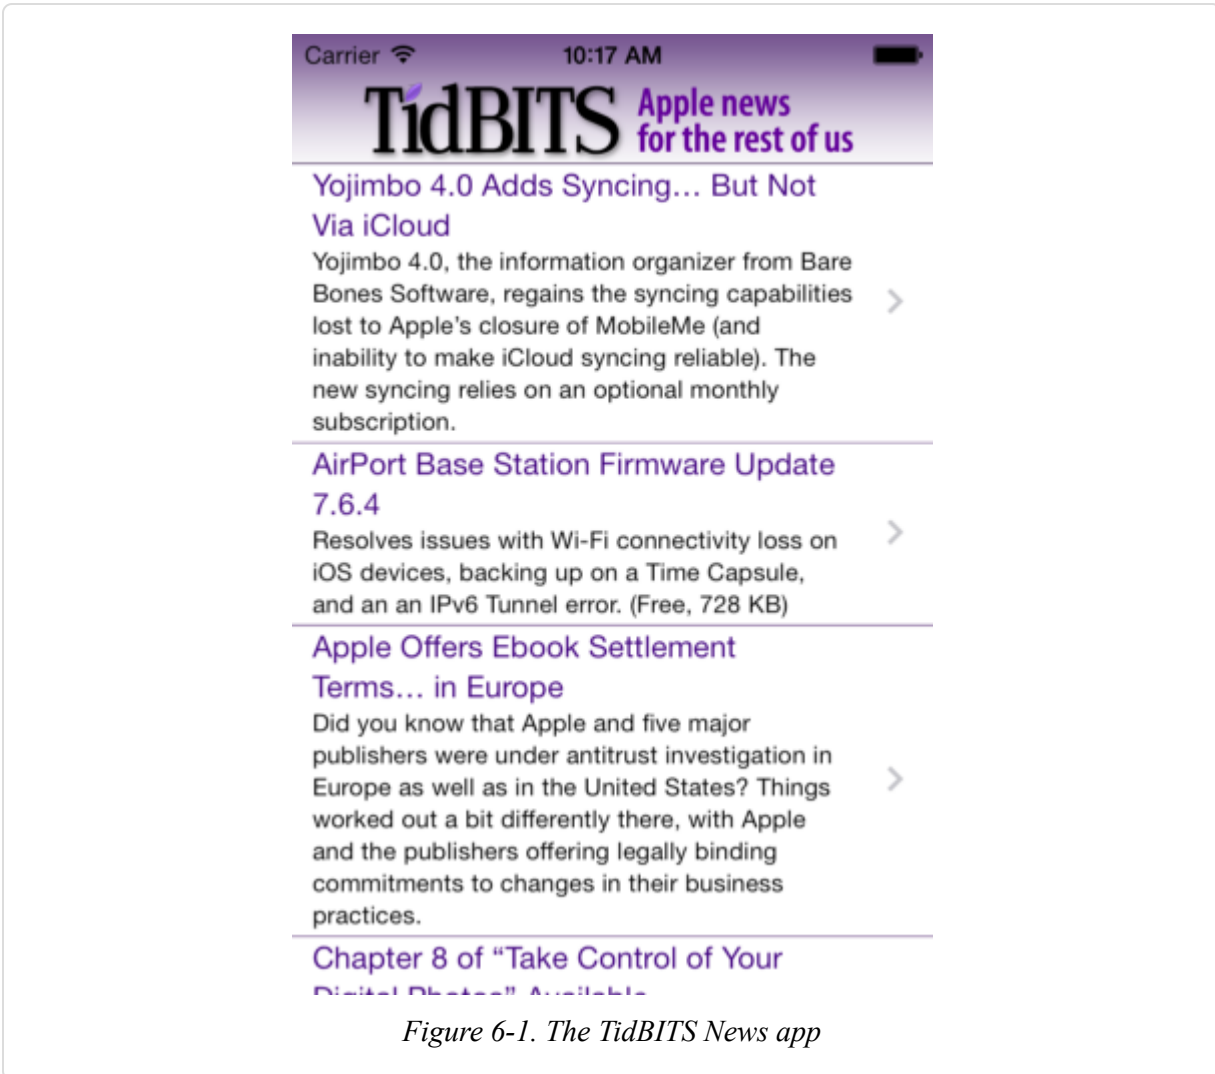 Carrier 10:17 AM
TidBITS Apple news
for the rest of us
Yojimbo 4.0 Adds Syncing… But Not
Via iCloud
Yojimbo 4.0, the information organizer from Bare
Bones Software, regains the syncing capabilities
lost to Apple’s closure of MobileMe (and
inability to make iCloud syncing reliable). The
new syncing relies on an optional monthly
subscription.
AirPort Base Station Firmware Update
7.6.4
Resolves issues with Wi-Fi connectivity loss on
iOS devices, backing up on a Time Capsule,
and an an IPv6 Tunnel error. (Free, 728 KB)
Apple Offers Ebook Settlement
Terms… in Europe
Did you know that Apple and five major
publishers were under antitrust investigation in
Europe as well as in the United States? Things
worked out a bit differently there, with Apple
and the publishers offering legally binding
commitments to changes in their business
practices.
Chapter 8 of “Take Control of Your
Digital Photos” Available
Figure 6-1. The TidBITS News app